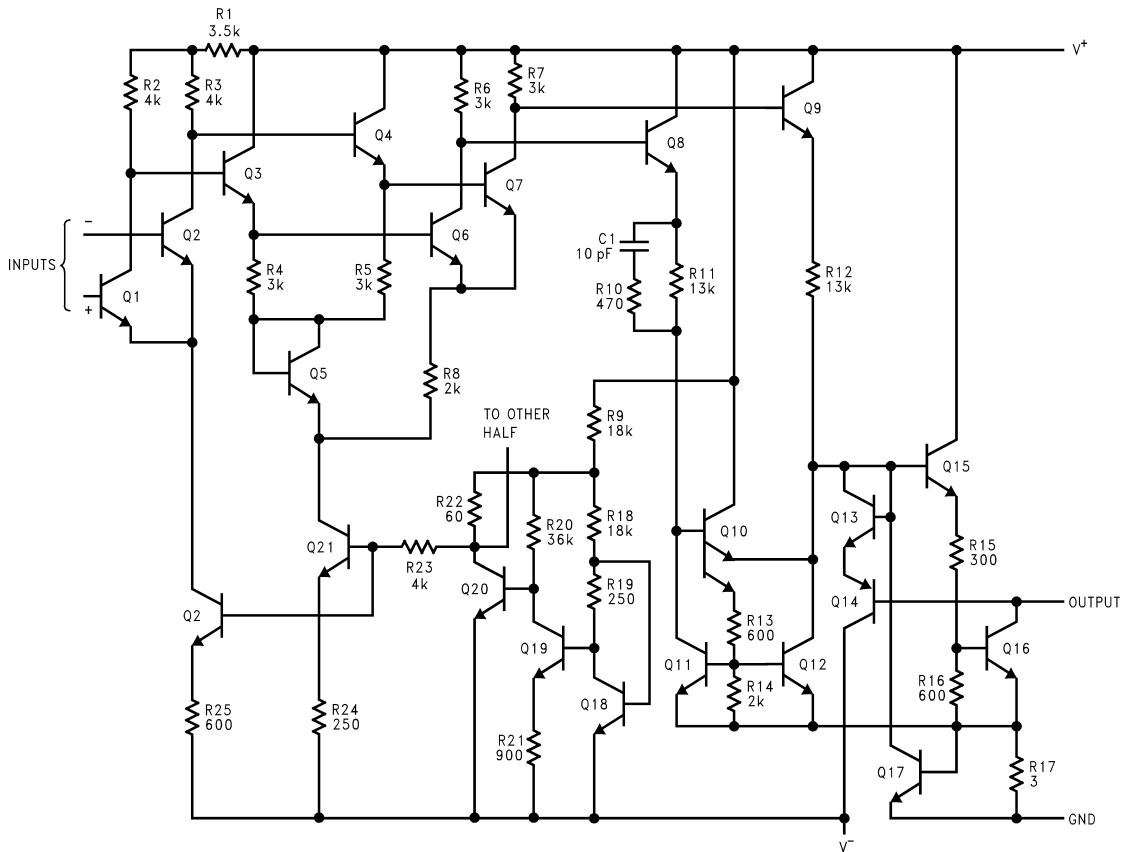 R1
3.5k
V+
R2
4k
R3
4k
R6
3k
R7
3k
Q4
Q9
Q8
Q3
Q7
−
Q2
Q6
INPUTS
+
Q1
C1
10 pF
R4
3k
R5
3k
R10
470
R11
13k
R12
13k
Q5
R8
2k
TO OTHER
HALF
R9
18k
Q15
R22
60
R20
36k
R18
18k
Q10
Q13
Q21
R23
4k
Q20
R19
250
R15
300
Q14
OUTPUT
Q2
R13
600
Q19
Q11
Q12
Q16
R14
2k
R16
600
Q18
R25
600
R24
250
R21
900
Q17
R17
3
GND
V−